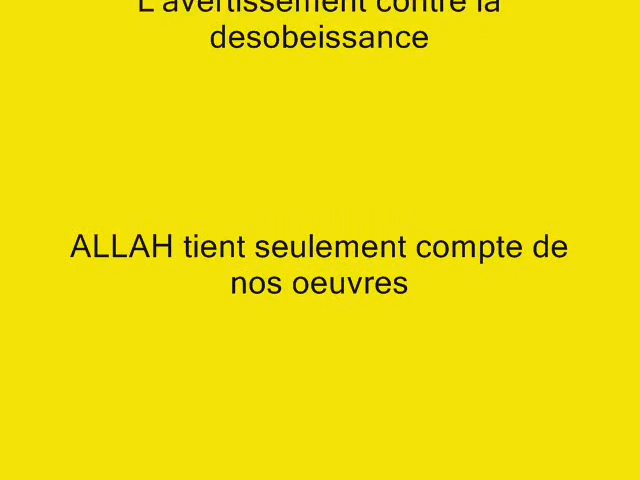 L'avertissement contre la
desobeissance
ALLAH tient seulement compte de
nos oeuvres